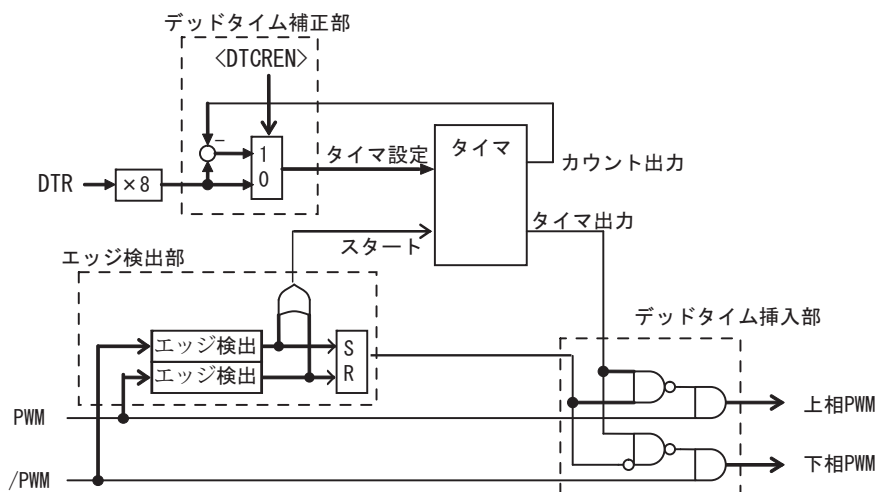 デッドタイム補正部
<DTCREN>
-
1
0
タイマ設定
タイマ
カウント出力
DTR
×8
タイマ出力
スタート
エッジ検出部
デッドタイム挿入部
エッジ検出
エッジ検出
S
R
PWM
上相PWM
/PWM
下相PWM